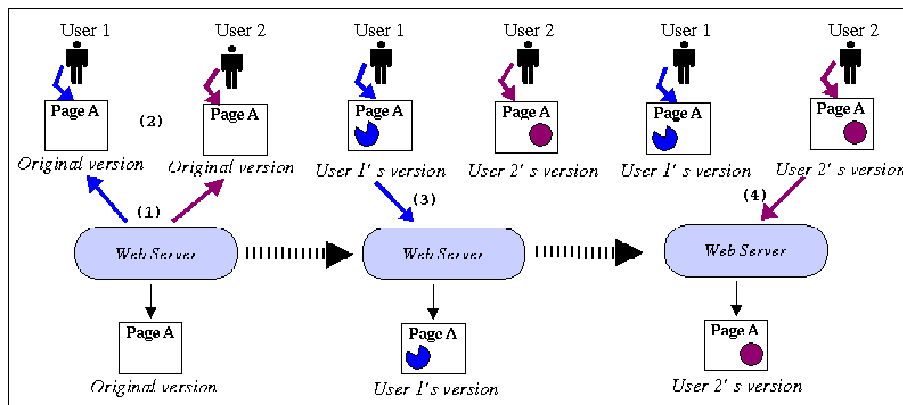 User 1
User 2
User 1
User 2
User 1
User 2
Page A
(2)
Page A
Page A
Page A
Page A
Page A
Original version
Original version
User 1' s version
User 2' s version
User 1' s version
User 2' s version
(1)
(3)
(4)
Web Server
Web Server
Web Server
Page A
Page A
Page A
Original version
User 1's version
User 2' s version